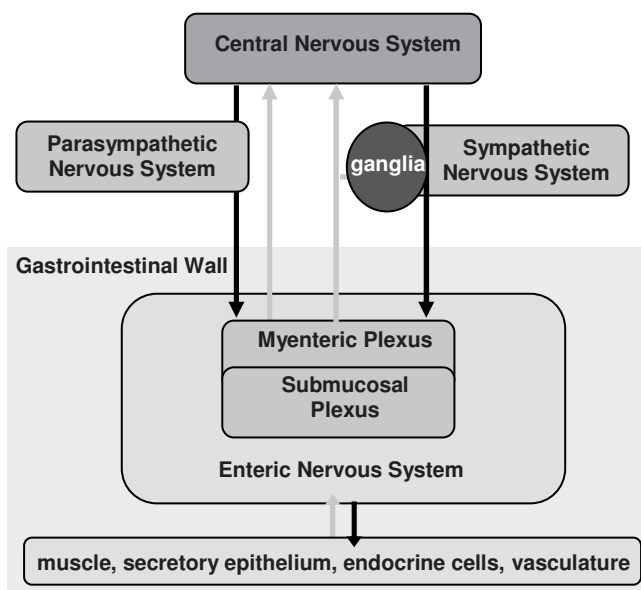 Central Nervous System
Parasympathetic
Nervous System
ganglia
Sympathetic
Nervous System
Gastrointestinal Wall
Myenteric Plexus
Submucosal
Plexus
Enteric Nervous System
muscle, secretory epithelium, endocrine cells, vasculature